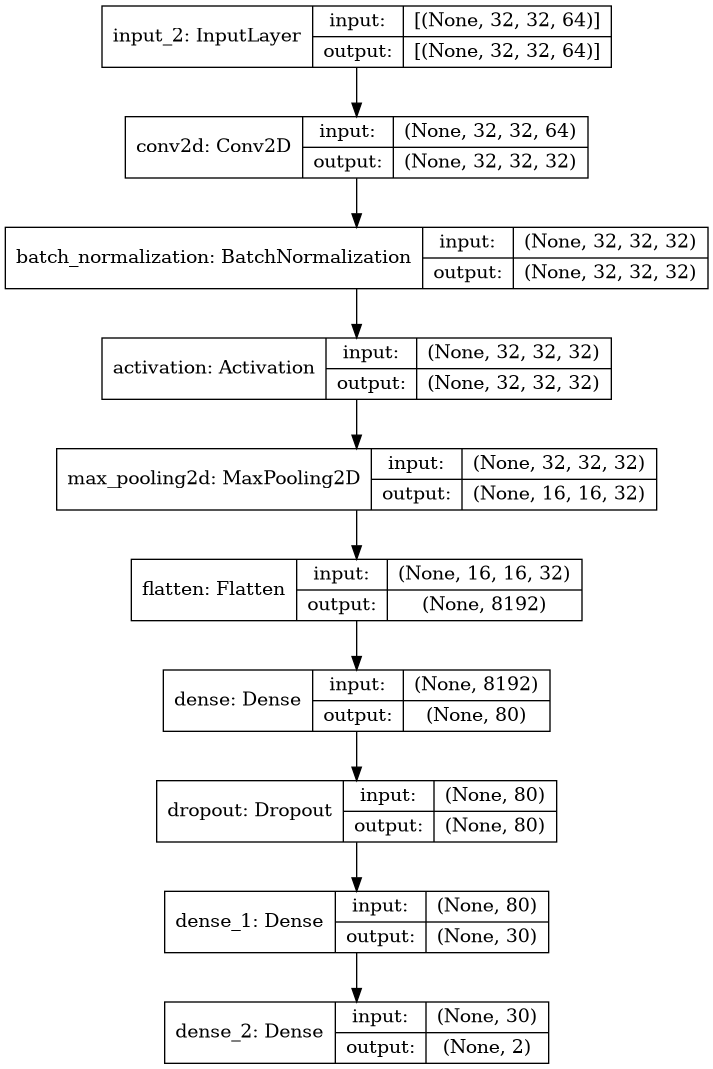 input_2: InputLayer
input:
[(None, 32, 32, 64)]
output:
[(None, 32, 32, 64)]
conv2d: Conv2D
input:
(None, 32, 32, 64)
output:
(None, 32, 32, 32)
batch_normalization: BatchNormalization
input:
(None, 32, 32, 32)
output:
(None, 32, 32, 32)
activation: Activation
input:
(None, 32, 32, 32)
output:
(None, 32, 32, 32)
max_pooling2d: MaxPooling2D
input:
(None, 32, 32, 32)
output:
(None, 16, 16, 32)
flatten: Flatten
input:
(None, 16, 16, 32)
output:
(None, 8192)
dense: Dense
input:
(None, 8192)
output:
(None, 80)
dropout: Dropout
input:
(None, 80)
output:
(None, 80)
dense_1: Dense
input:
(None, 80)
output:
(None, 30)
dense_2: Dense
input:
(None, 30)
output:
(None, 2)